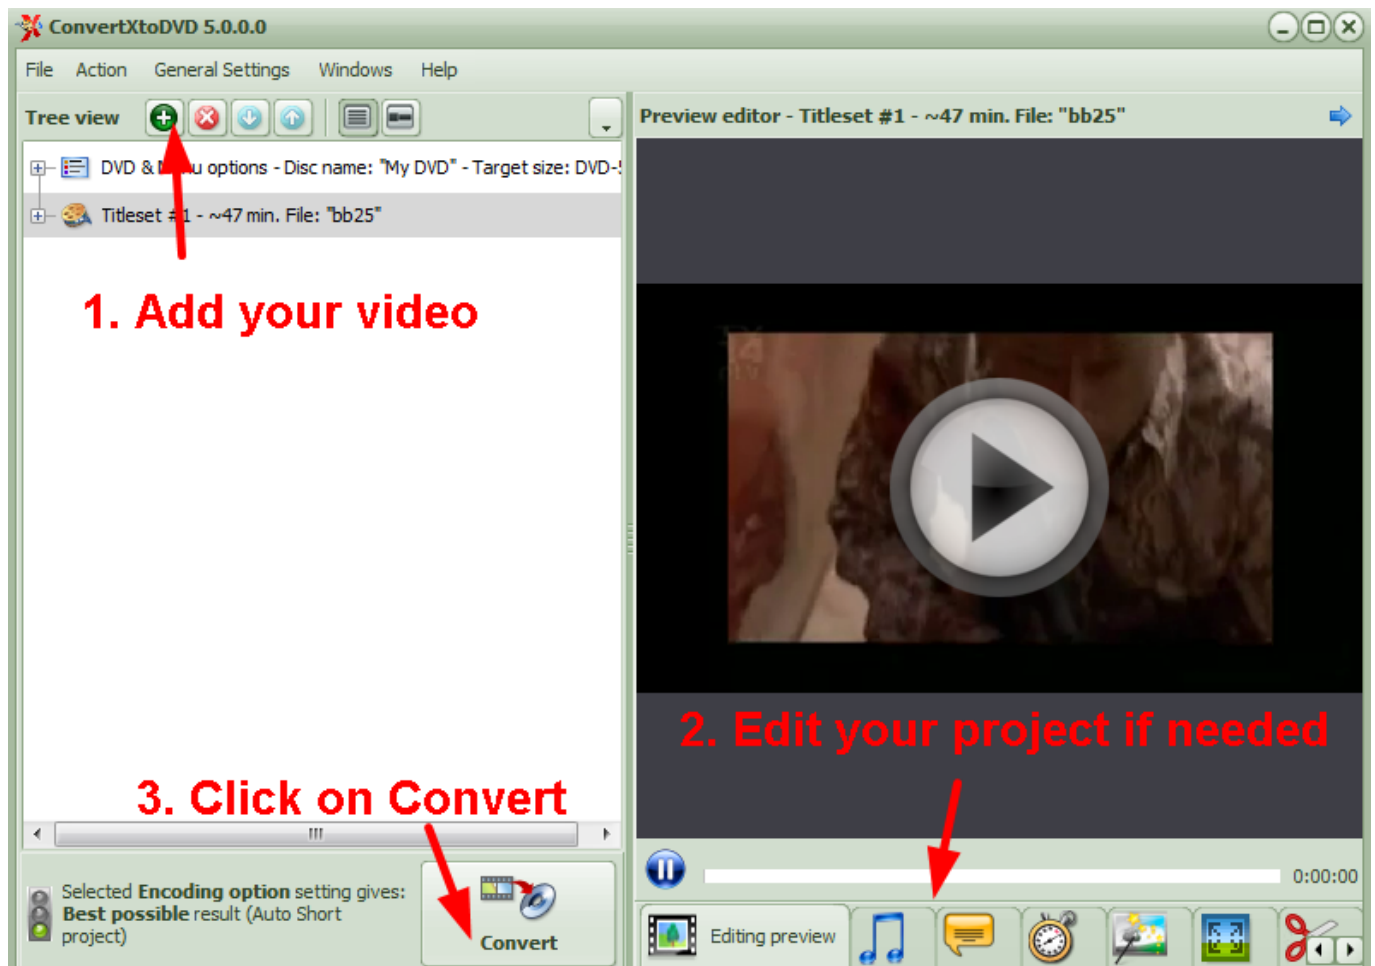 ConvertXtoDVD 5.0.0.0
File Action General Settings Windows Help
Tree view
Preview editor - Titleset #1 - ~47 min. File: "bb25"
DVD & Menu options - Disc name: "My DVD" - Target size: DVD-
Titleset #1 - ~47 min. File: "bb25"
1. Add your video
2. Edit your project if needed
3. Click on Convert
0:00:00
Selected Encoding option setting gives:
Best possible result (Auto Short
project)
Convert
Editing preview